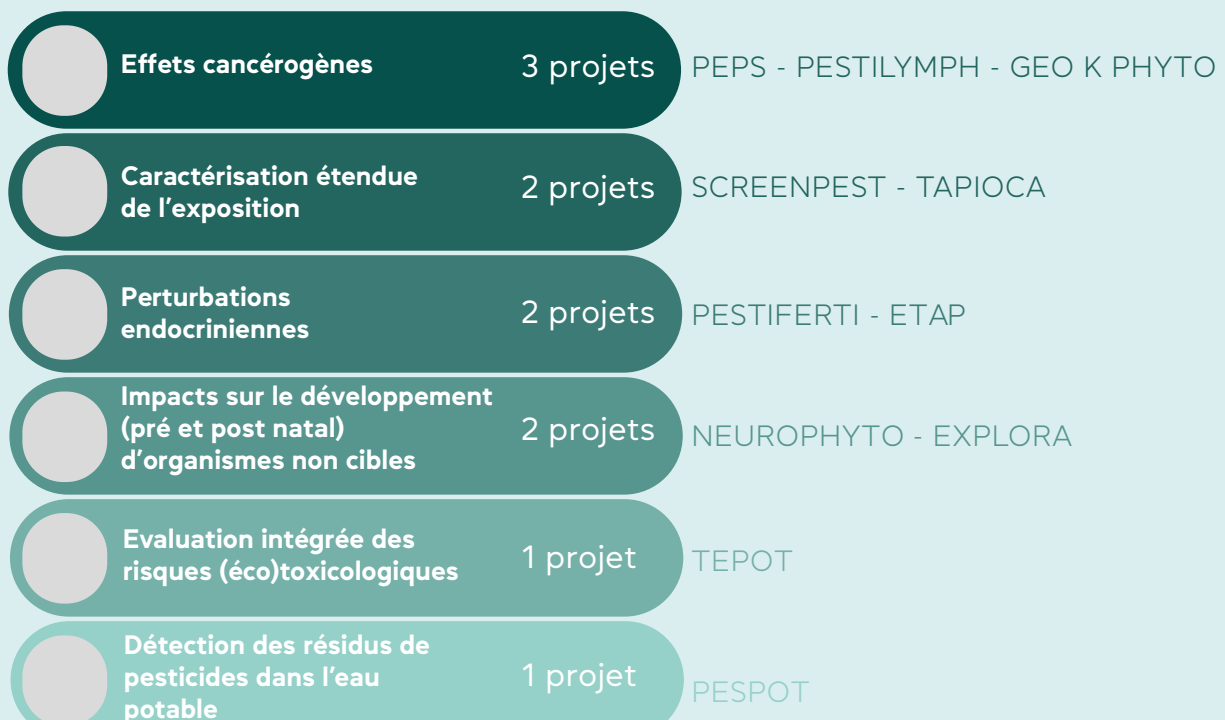 Effets cancérogènes
3 projets
PEPS - PESTILYMPH - GEO K PHYTO
Caractérisation étendue
de l'exposition
2 projets
SCREENPEST - TAPIOCA
Perturbations
endocriniennes
2 projets
PESTIFERTI - ETAP
Impacts sur le développement
(pré et post natal)
d'organismes non cibles
2 projets
NEUROPHYTO - EXPLORA
Evaluation intégrée des
risques (éco)toxicologiques
1 projet
TEPOT
Détection des résidus de
pesticides dans l'eau
potable
1 projet
PESPOT